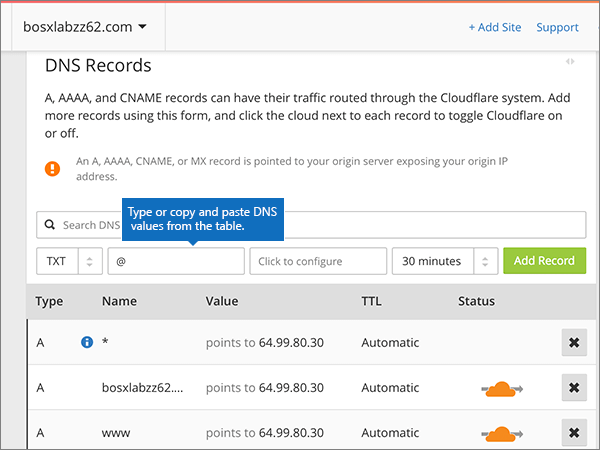 bosxlabzz62.com
+ Add Site Support
DNS Records
A, AAAA, and CNAME records can have their traffic routed through the Cloudflare system. Add
more records using this form, and click the cloud next to each record to toggle Cloudflare on
or off.
An A, AAAA, CNAME, or MX record is pointed to your origin server exposing your origin IP
address.
Type or copy and paste DNS
values from the table.
Search DNS
TXT @ Click to configure 30 minutes Add Record
Type Name Value TTL Status
A * points to 64.99.80.30 Automatic
A bosxlabzz62.... points to 64.99.80.30 Automatic
A www points to 64.99.80.30 Automatic